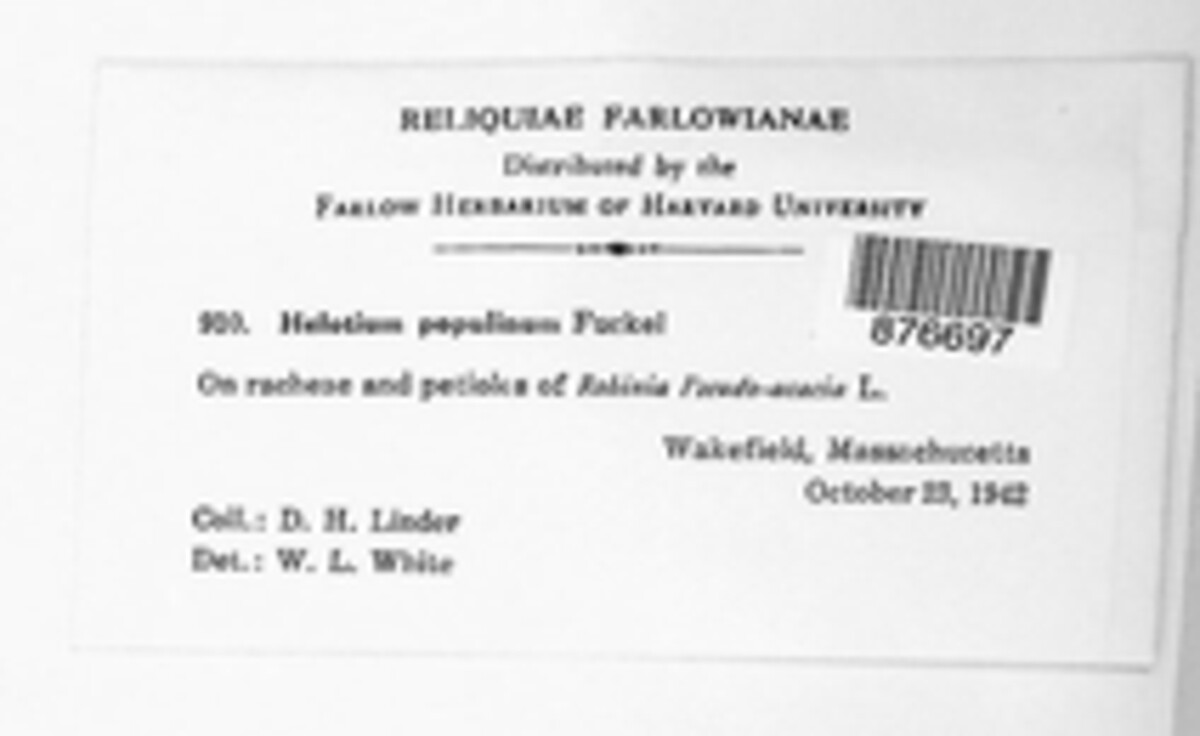 RELIQUIAE FARLOWIANAE
Distributed by the
FARLOW HERBARIUM OF HARVARD UNIVERSITY
876697
Helotium populinum Fuckel
On racheae and petioles of Robinia Pseudo-acacia L.
Wakefield, Massachusetts
October 23, 1942
Coll.: D. H. Linder
Det.: W. L. White